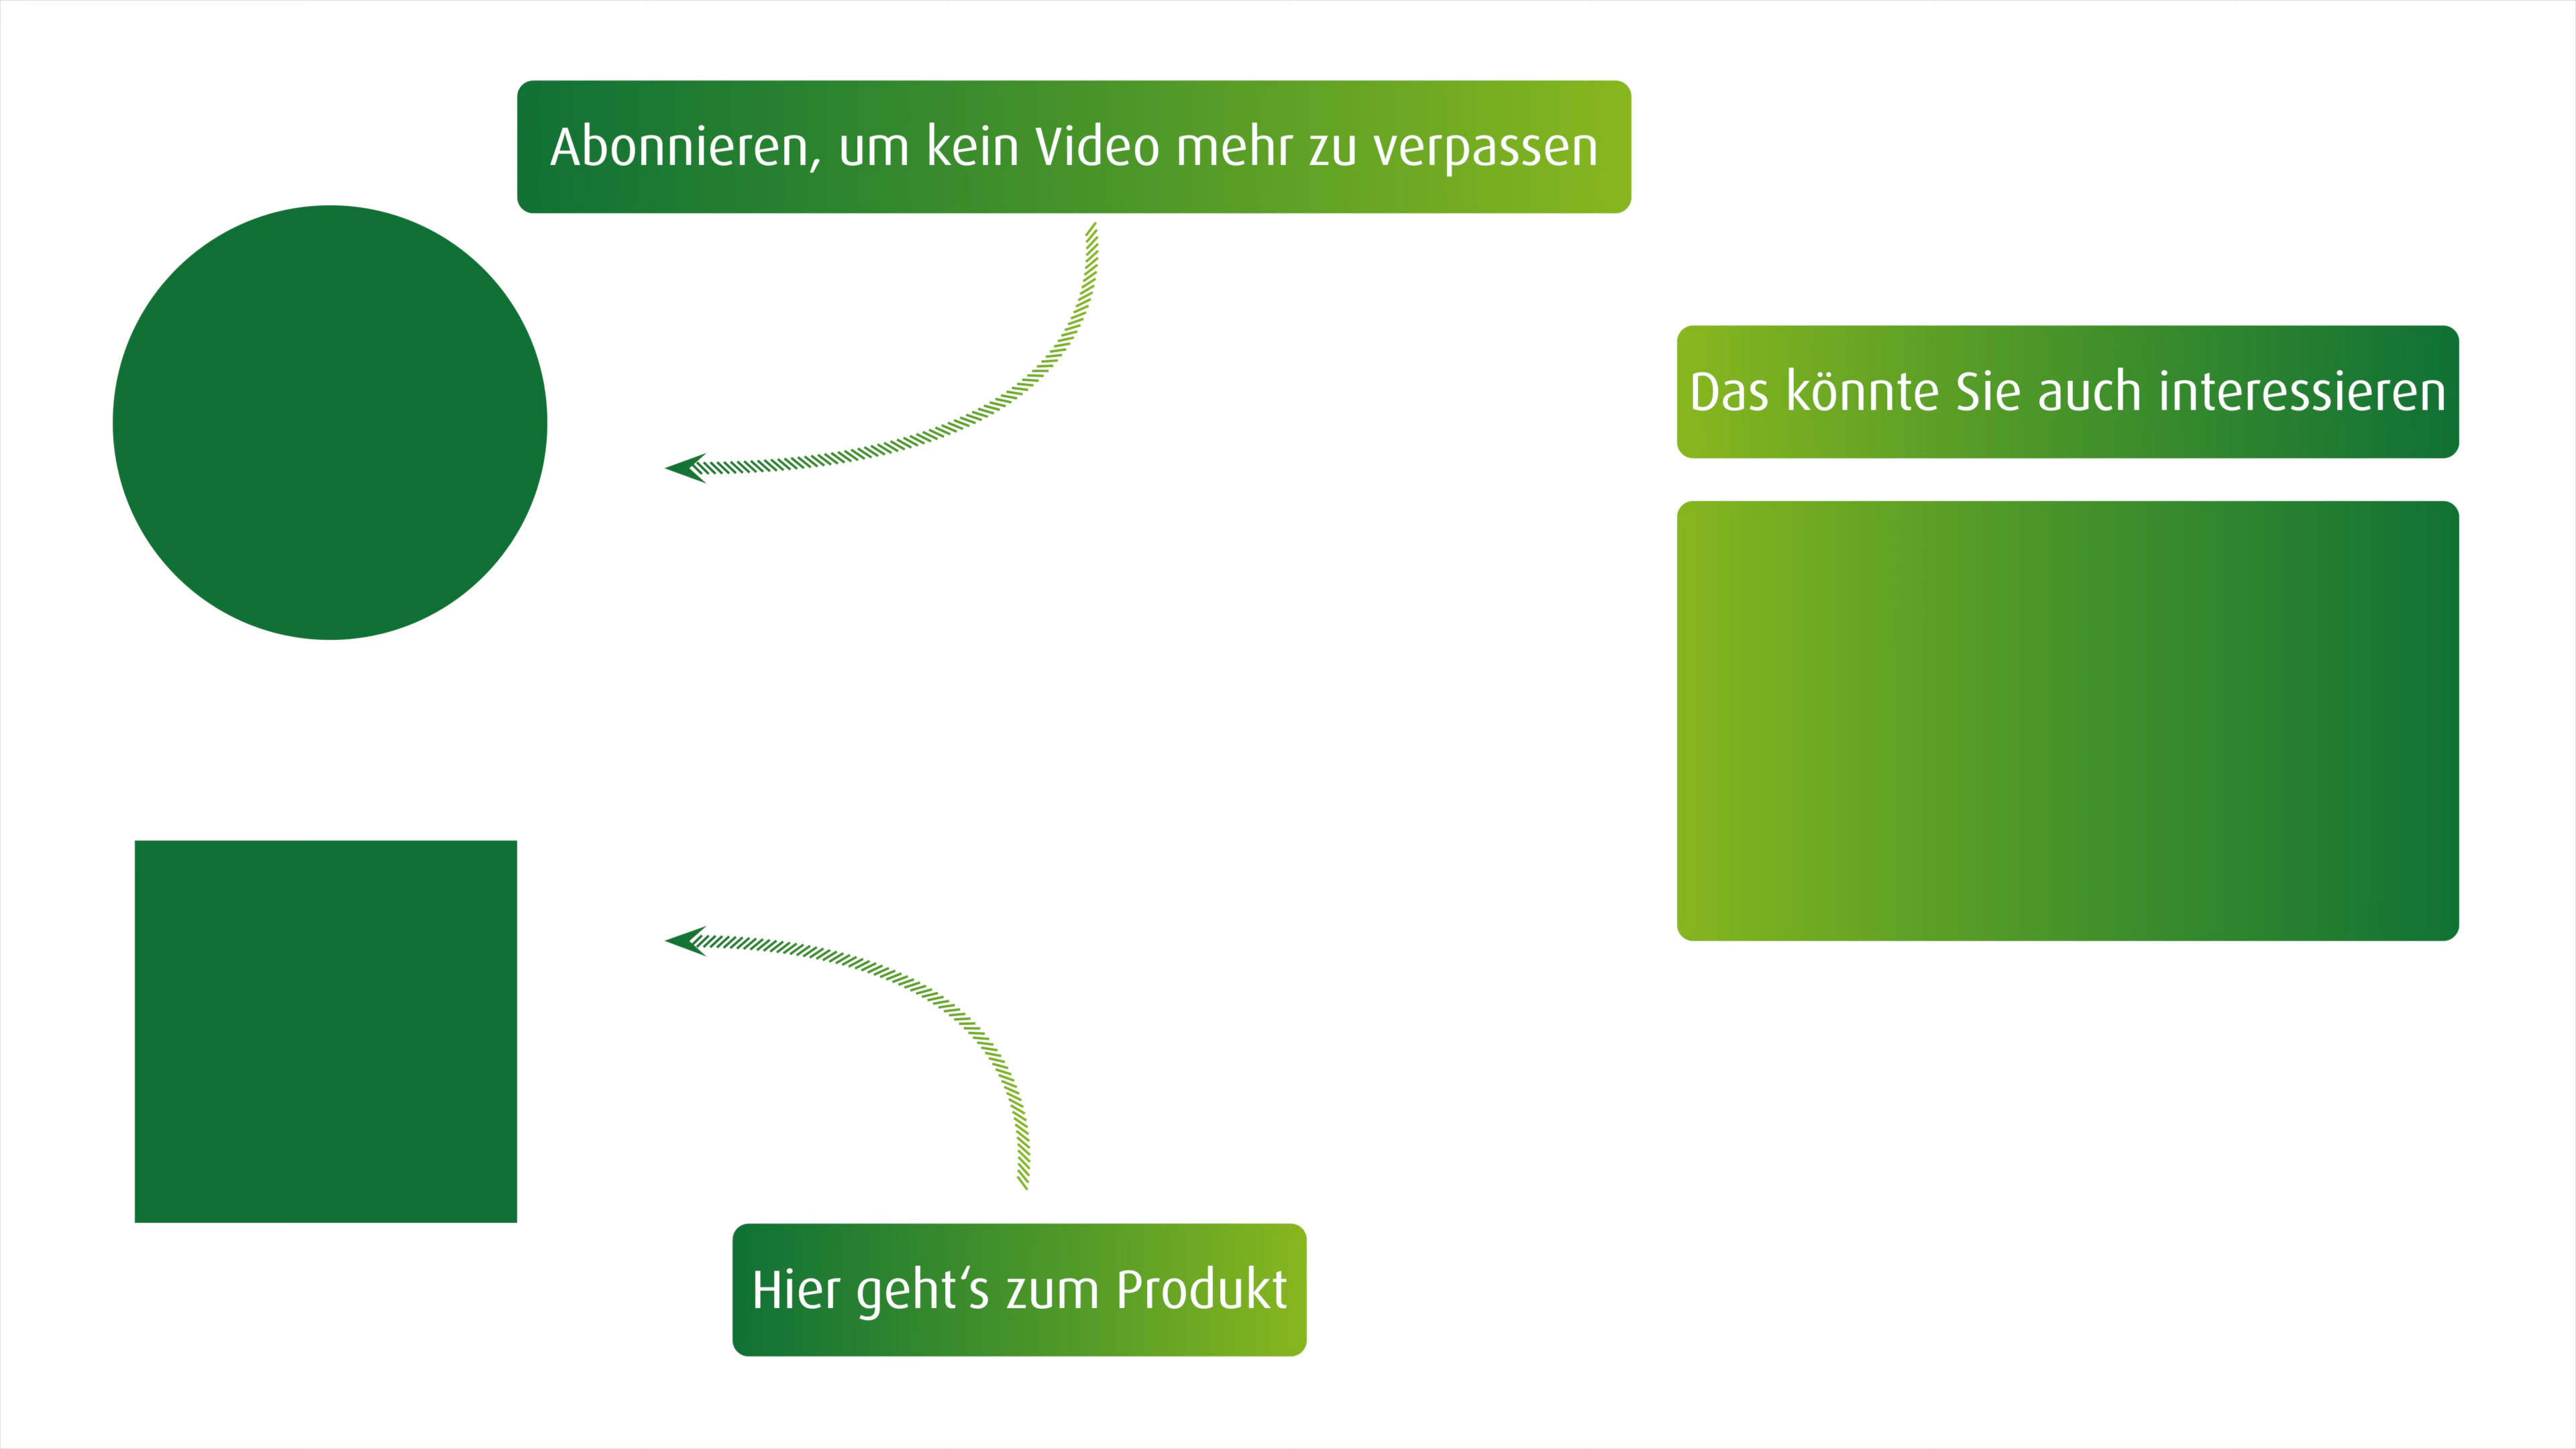 Abonnieren, um kein Video mehr zu verpassen
Das könnte Sie auch interessieren
Hier geht‘s zum Produkt